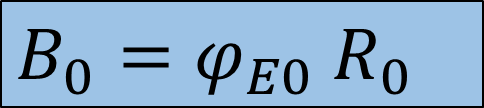 B₀ = φ_E0 R₀